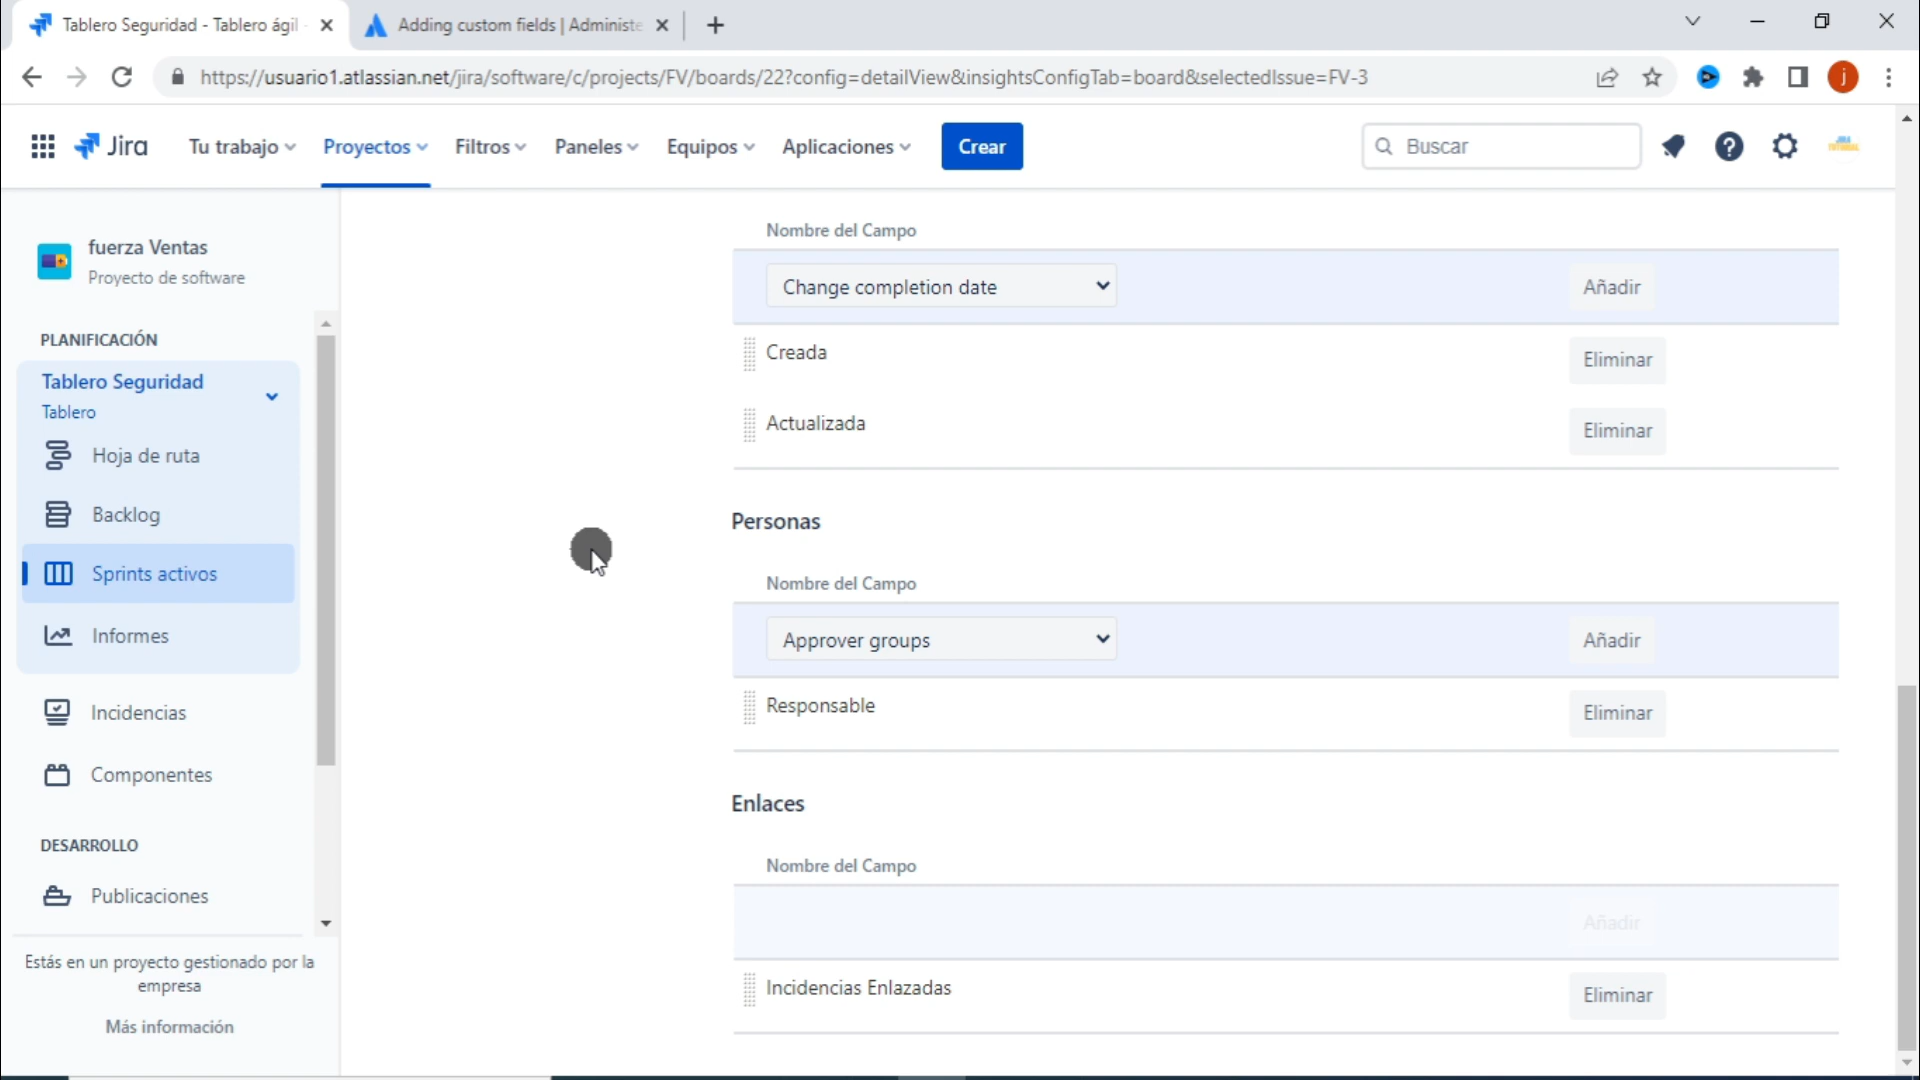 Tablero Seguridad - Tablero ágil -
Adding custom fields | Administe
https://usuario1.atlassian.net/jira/software/c/projects/FV/boards/22?config=detailView&insightsConfigTab=board&selectedIssue=FV-3
j
Jira
Tu trabajo
Proyectos
Filtros
Paneles
Equipos
Aplicaciones
Crear
Buscar
fuerza Ventas
Proyecto de software
PLANIFICACIÓN
Tablero Seguridad
Tablero
Hoja de ruta
Backlog
Sprints activos
Informes
Incidencias
Componentes
DESARROLLO
Publicaciones
Estás en un proyecto gestionado por la
empresa
Más información
Nombre del Campo
Change completion date
Añadir
Creada
Eliminar
Actualizada
Eliminar
Personas
Nombre del Campo
Approver groups
Añadir
Responsable
Eliminar
Enlaces
Nombre del Campo
Añadir
Incidencias Enlazadas
Eliminar